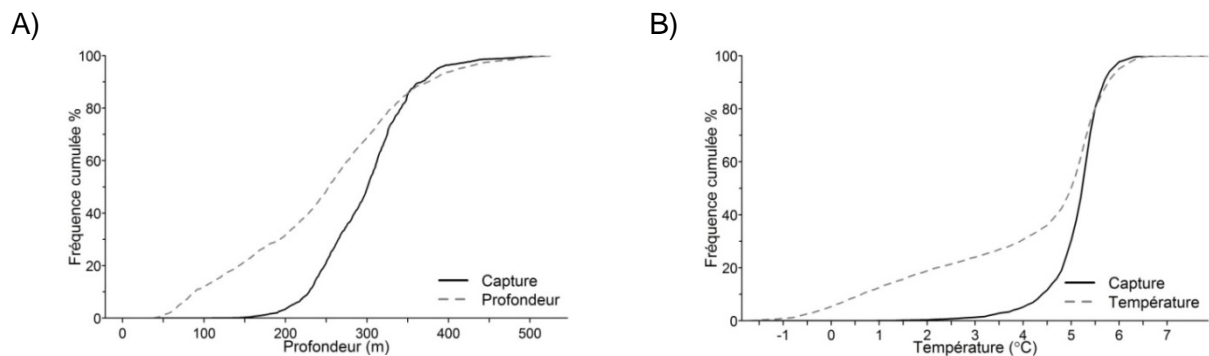 A)
B)
Fréquence cumulée %
100
80
60
40
20
0
Capture
Profondeur
0 100 200 300 400 500
Profondeur (m)
Fréquence cumulée %
100
80
60
40
20
0
Capture
Température
-1 0 1 2 3 4 5 6 7
Température (°C)